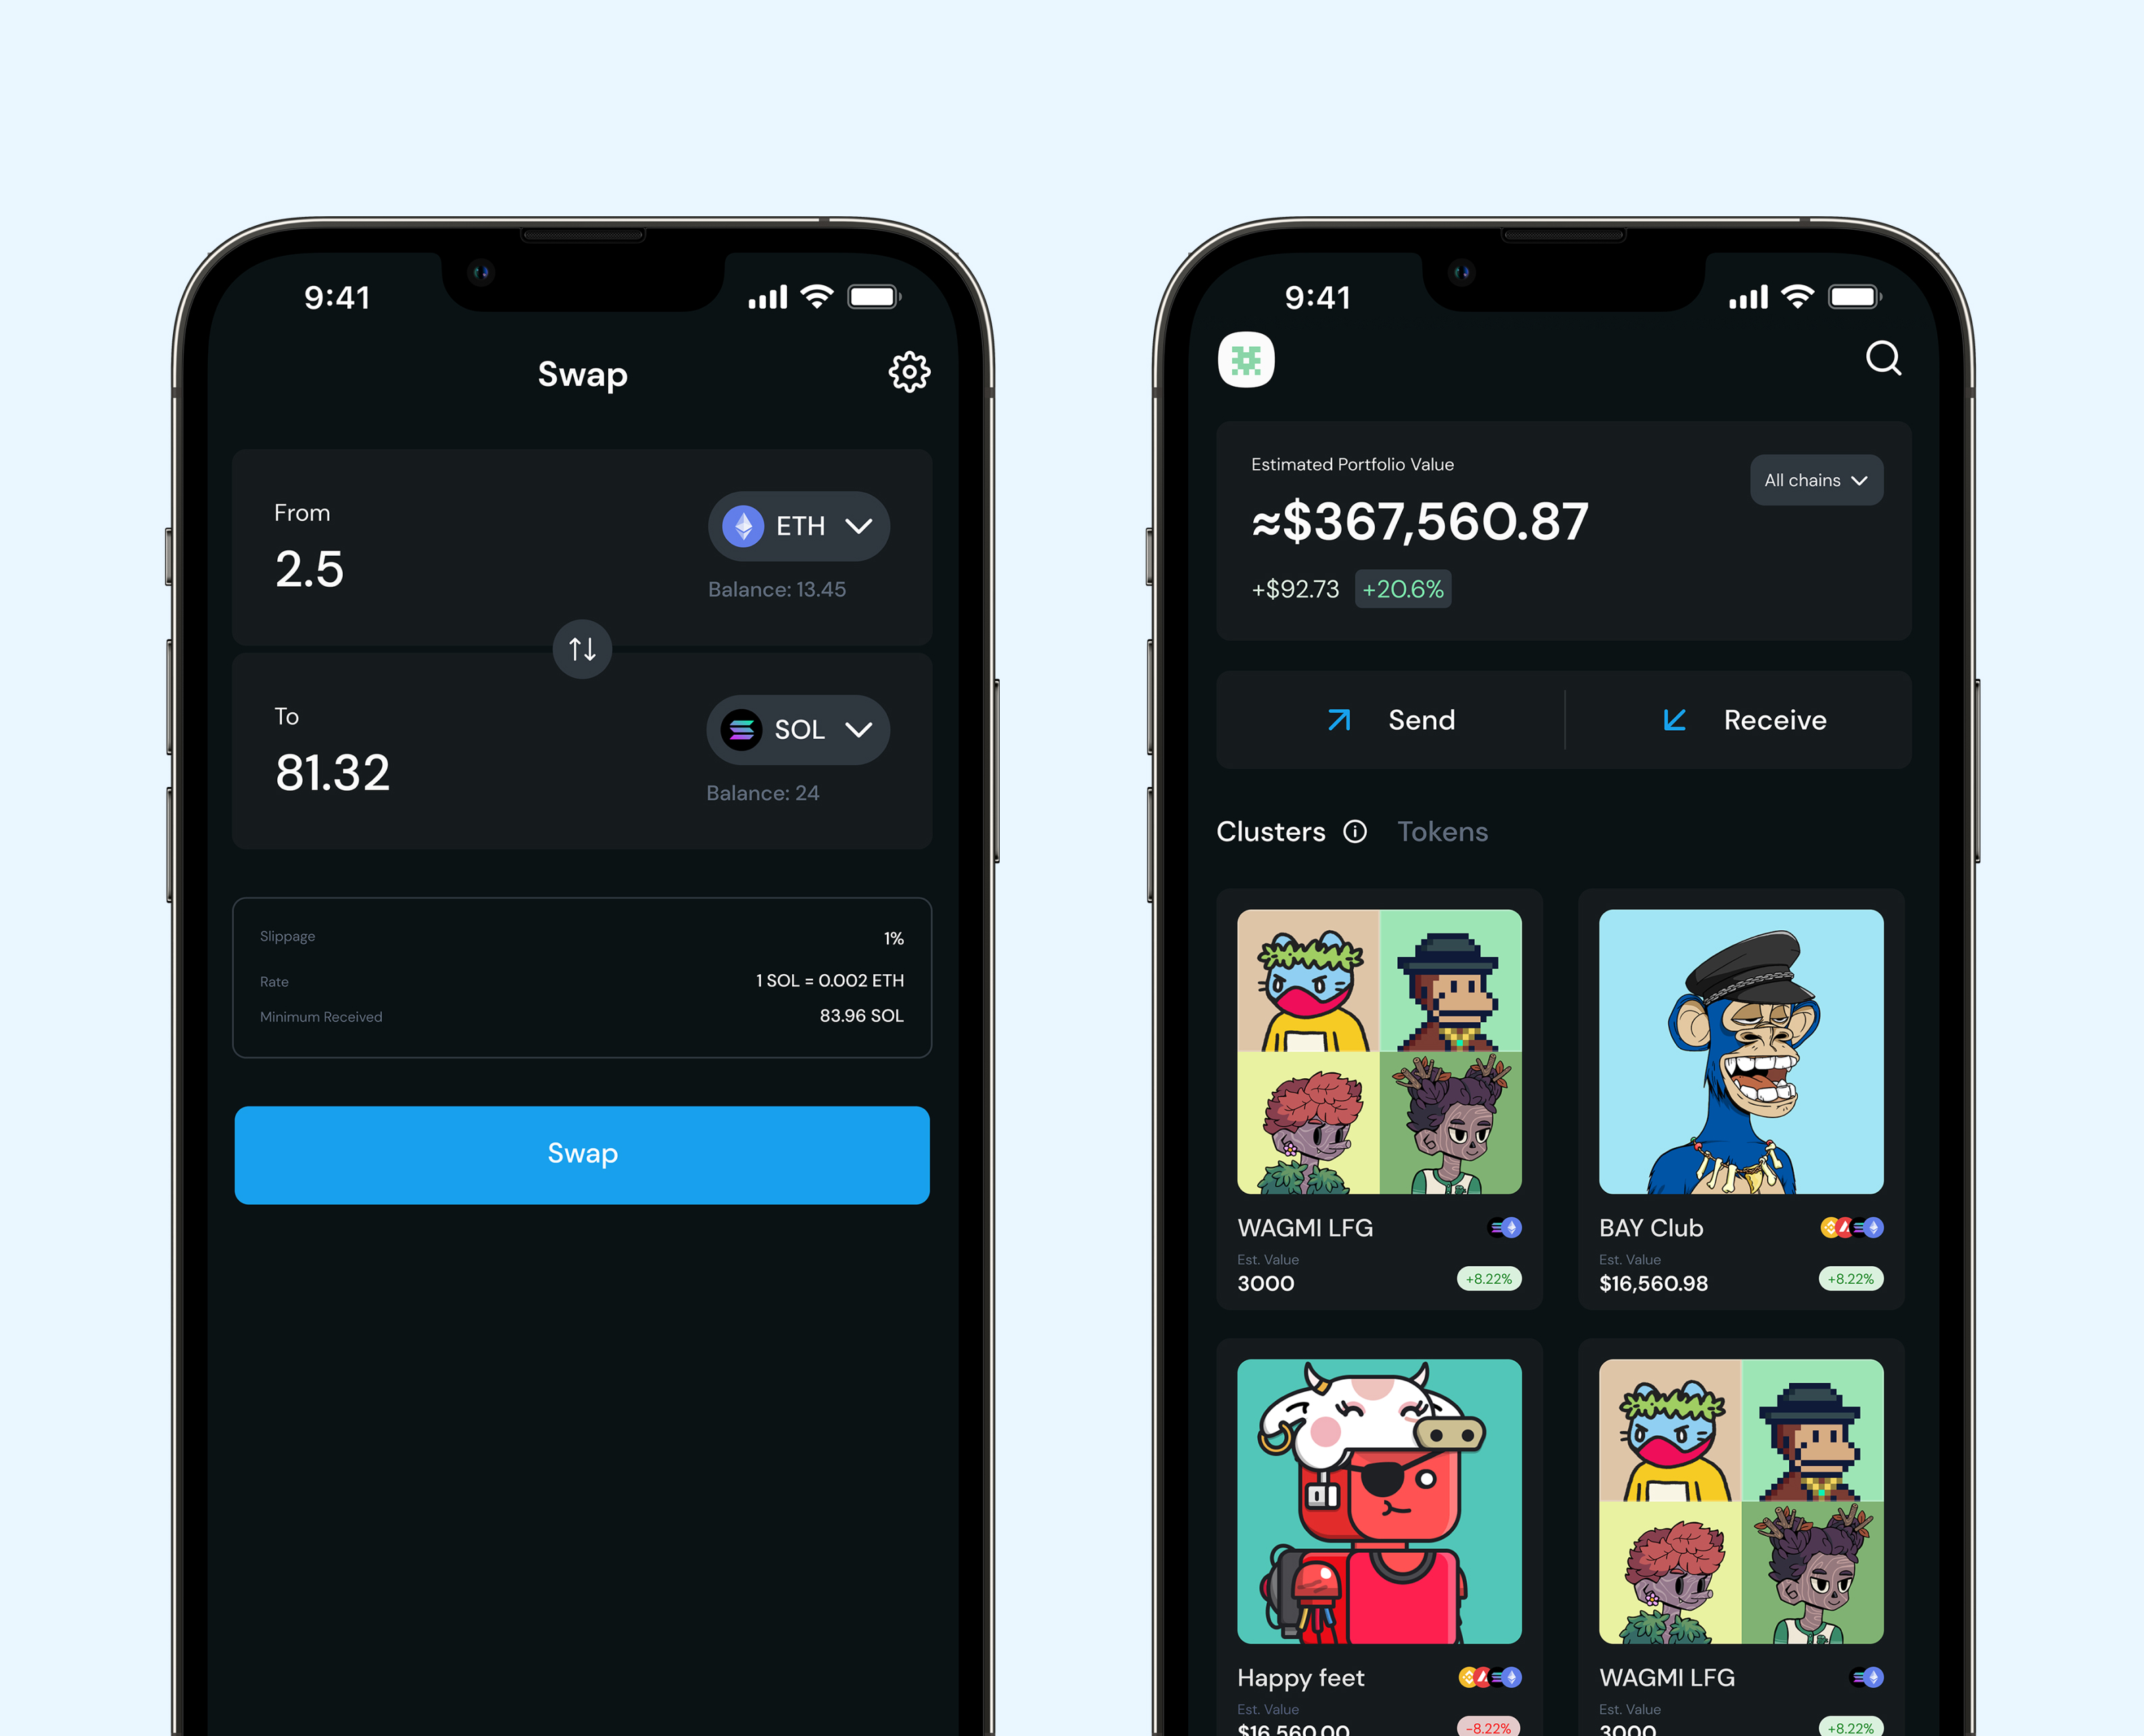 9:41
Swap
From
2.5
ETH
Balance: 13.45
To
81.32
SOL
Balance: 24
Slippage
1%
Rate
1 SOL = 0.002 ETH
Minimum Received
83.96 SOL
Swap
9:41
Estimated Portfolio Value
All chains
≈$367,560.87
+$92.73 +20.6%
Send
Receive
Clusters
Tokens
WAGMI LFG
Est. Value
3000
+8.22%
BAY Club
Est. Value
$16,560.98
+8.22%
Happy feet
Est. Value
$16,560.00
-8.22%
WAGMI LFG
Est. Value
3000
+8.22%